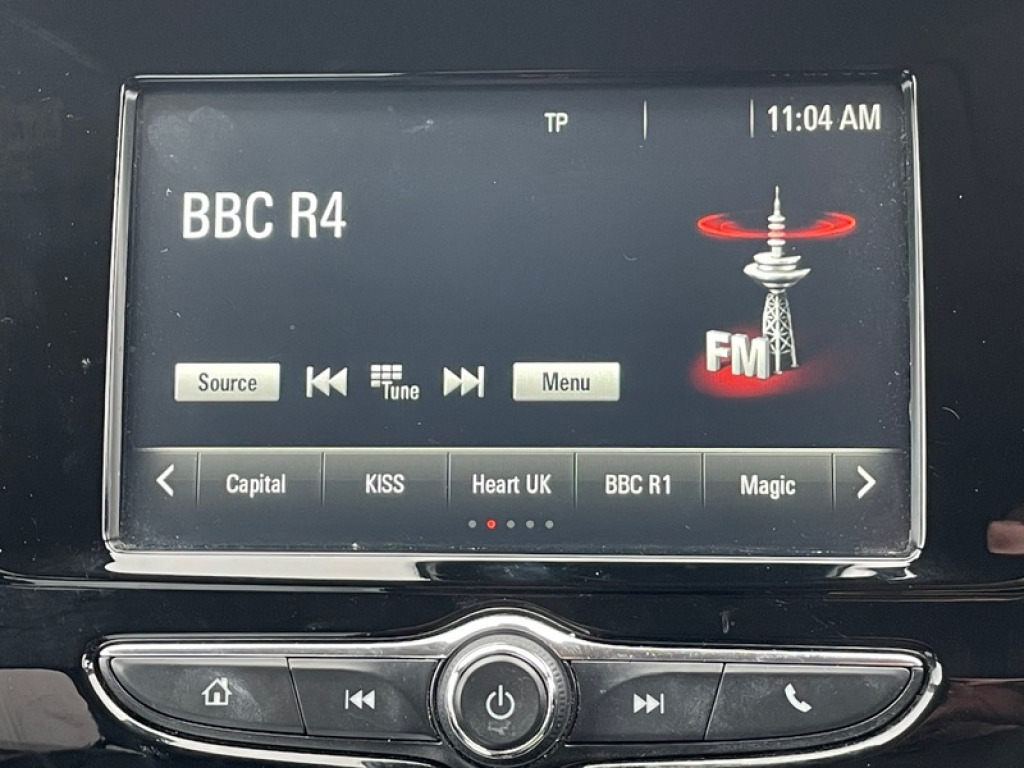 TP
11:04 AM
BBC R4
FM
Source
Tune
Menu
Capital
KISS
Heart UK
BBC R1
Magic